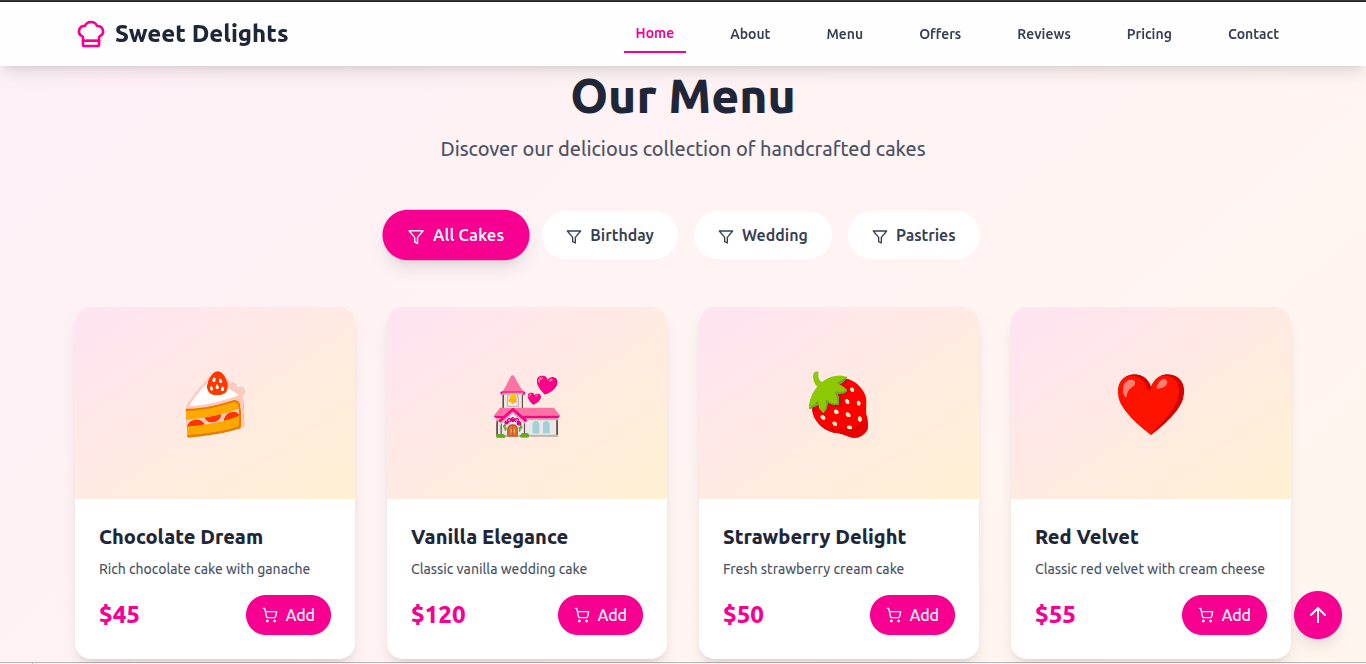 Sweet Delights
Home About Menu Offers Reviews Pricing Contact
Our Menu
Discover our delicious collection of handcrafted cakes
All Cakes Birthday Wedding Pastries
Chocolate Dream
Rich chocolate cake with ganache
$45 Add
Vanilla Elegance
Classic vanilla wedding cake
$120 Add
Strawberry Delight
Fresh strawberry cream cake
$50 Add
Red Velvet
Classic red velvet with cream cheese
$55 Add